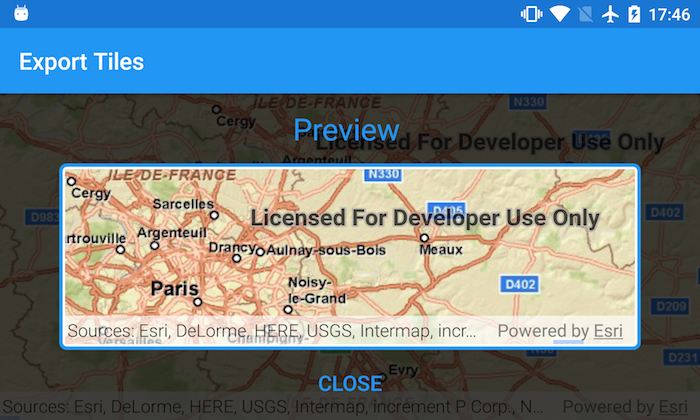 17:46
Export Tiles
ILE-DE-FRANCE
N330
Cergy
Preview
Licensed For Developer Use Only
Argenteuil
ILE-DE-FRANCE
N330
Cergy
Sarcelles
D405
Licensed For Developer Use Only
D983
D402
rtrouville
Argenteuil
Drancy
Aulnay-sous-Bois
Meaux
Noisy-
le-Grand
D402
Paris
D209
Sources: Esri, DeLorme, HERE, USGS, Intermap, incr...
Powered by Esri
Versailles
Champigny-
D231
Evry
CLOSE
Sources: Esri, DeLorme, HERE, USGS, Intermap, increment P Corp., N...
Powered by Esri